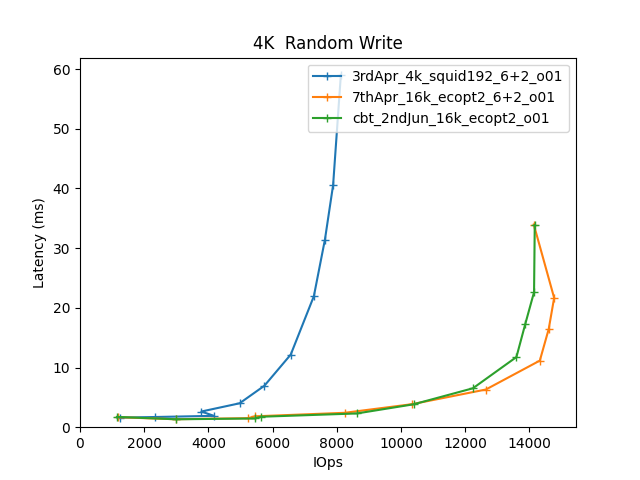 4K  Random Write
3rdApr_4k_squid192_6+2_o01
7thApr_16k_ecopt2_6+2_o01
cbt_2ndJun_16k_ecopt2_o01
Latency (ms)
60
50
40
30
20
10
0
0 2000 4000 6000 8000 10000 12000 14000
IOps